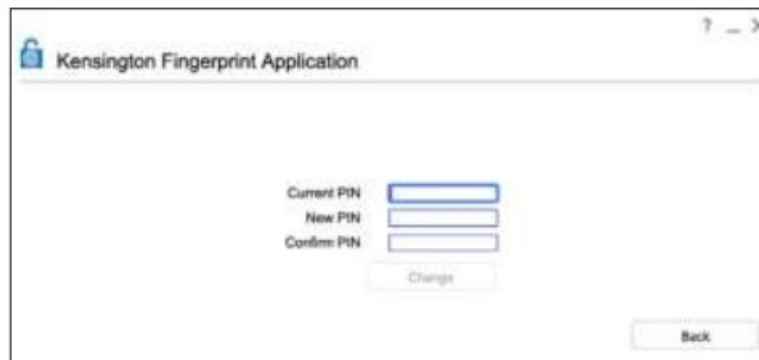 ? _ X
Kensington Fingerprint Application
Current PIN
New PIN
Confirm PIN
Change
Back